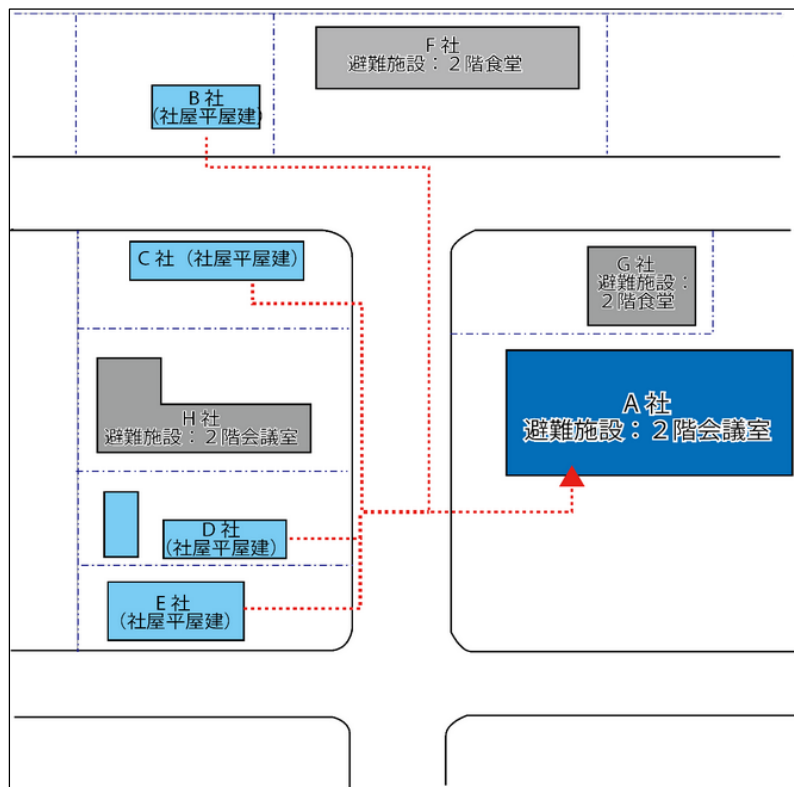 F 社
避難施設：２階食堂
B 社
（社屋平屋建）
C 社（社屋平屋建）
G 社
避難施設：
２階食堂
A 社
避難施設：２階会議室
H 社
避難施設：２階会議室
D 社
（社屋平屋建）
E 社
（社屋平屋建）